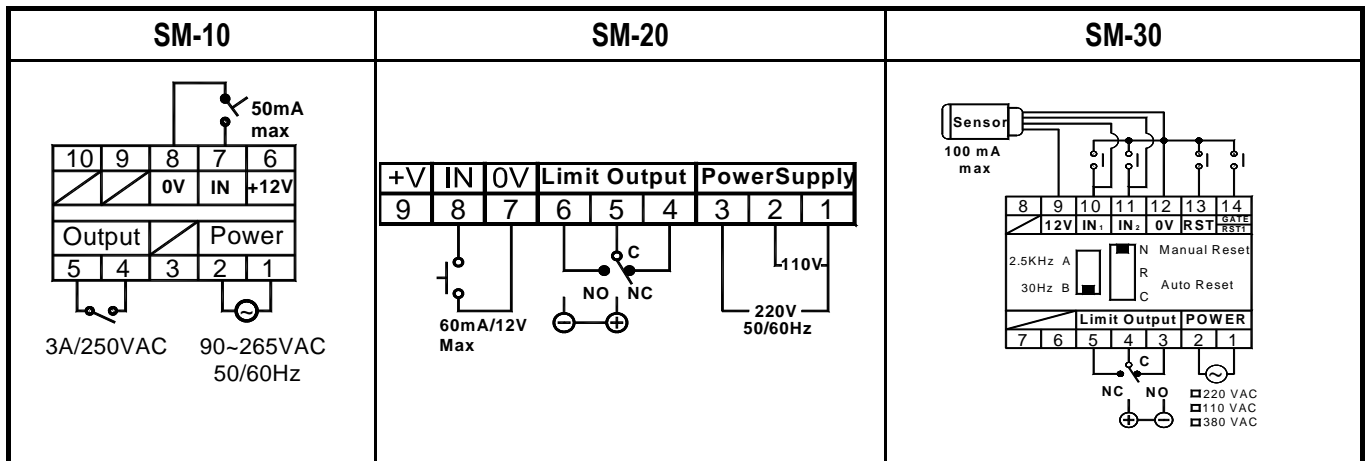 SM-10
SM-20
SM-30
50mA
max
10 9 8 7 6
0V IN +12V
Output Power
5 4 3 2 1
3A/250VAC
90~265VAC
50/60Hz
+V IN 0V Limit Output PowerSupply
9 8 7 6 5 4 3 2 1
C
NO NC
110V
220V
50/60Hz
60mA/12V
Max
Sensor
100 mA
max
8 9 10 11 12 13 14
12V IN1 IN2 0V RST GATE
RST1
2.5KHz A
30Hz B
N Manual Reset
R
C Auto Reset
Limit Output POWER
7 6 5 4 3 2 1
C
NC NO
220 VAC
110 VAC
380 VAC